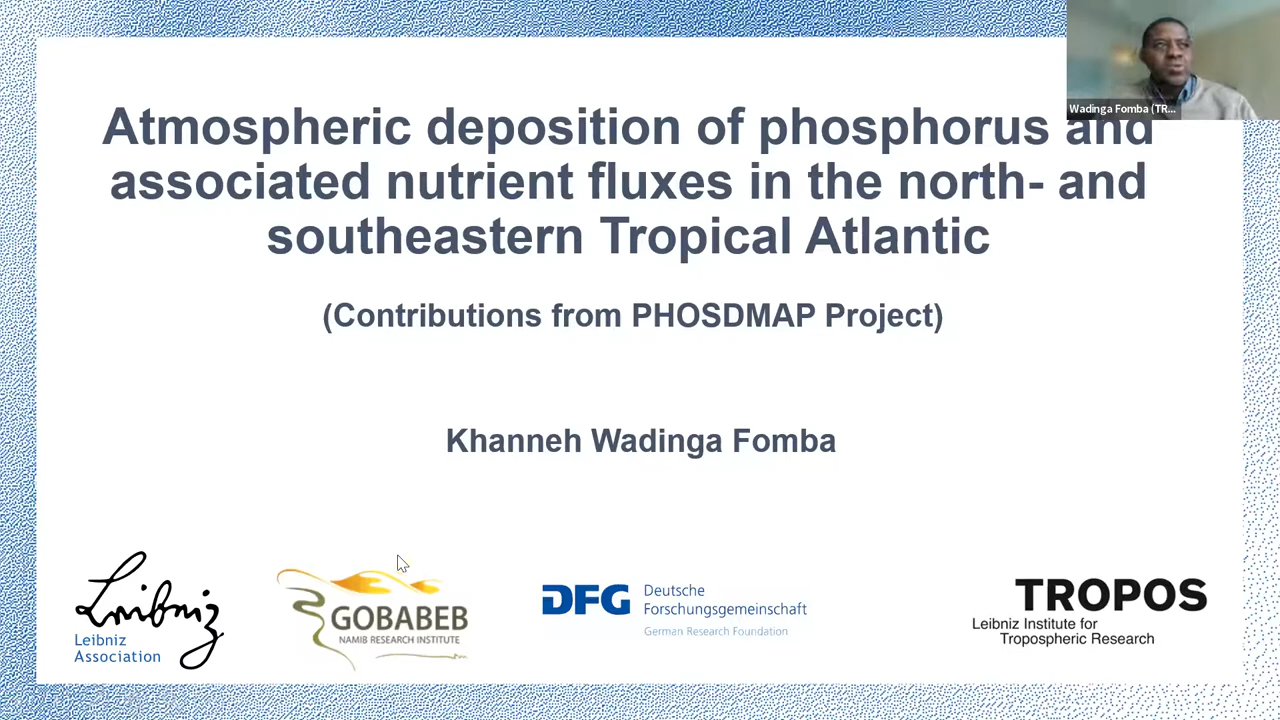 Atmospheric deposition of phosphorus and
associated nutrient fluxes in the north- and
southeastern Tropical Atlantic
(Contributions from PHOSDMAP Project)
Khanneh Wadinga Fomba
Wadinga Fomba (TR...
Leibniz
Leibniz
Association
GOBABEB
NAMIB RESEARCH INSTITUTE
DFG
Deutsche
Forschungsgemeinschaft
German Research Foundation
TROPOS
Leibniz Institute for
Tropospheric Research